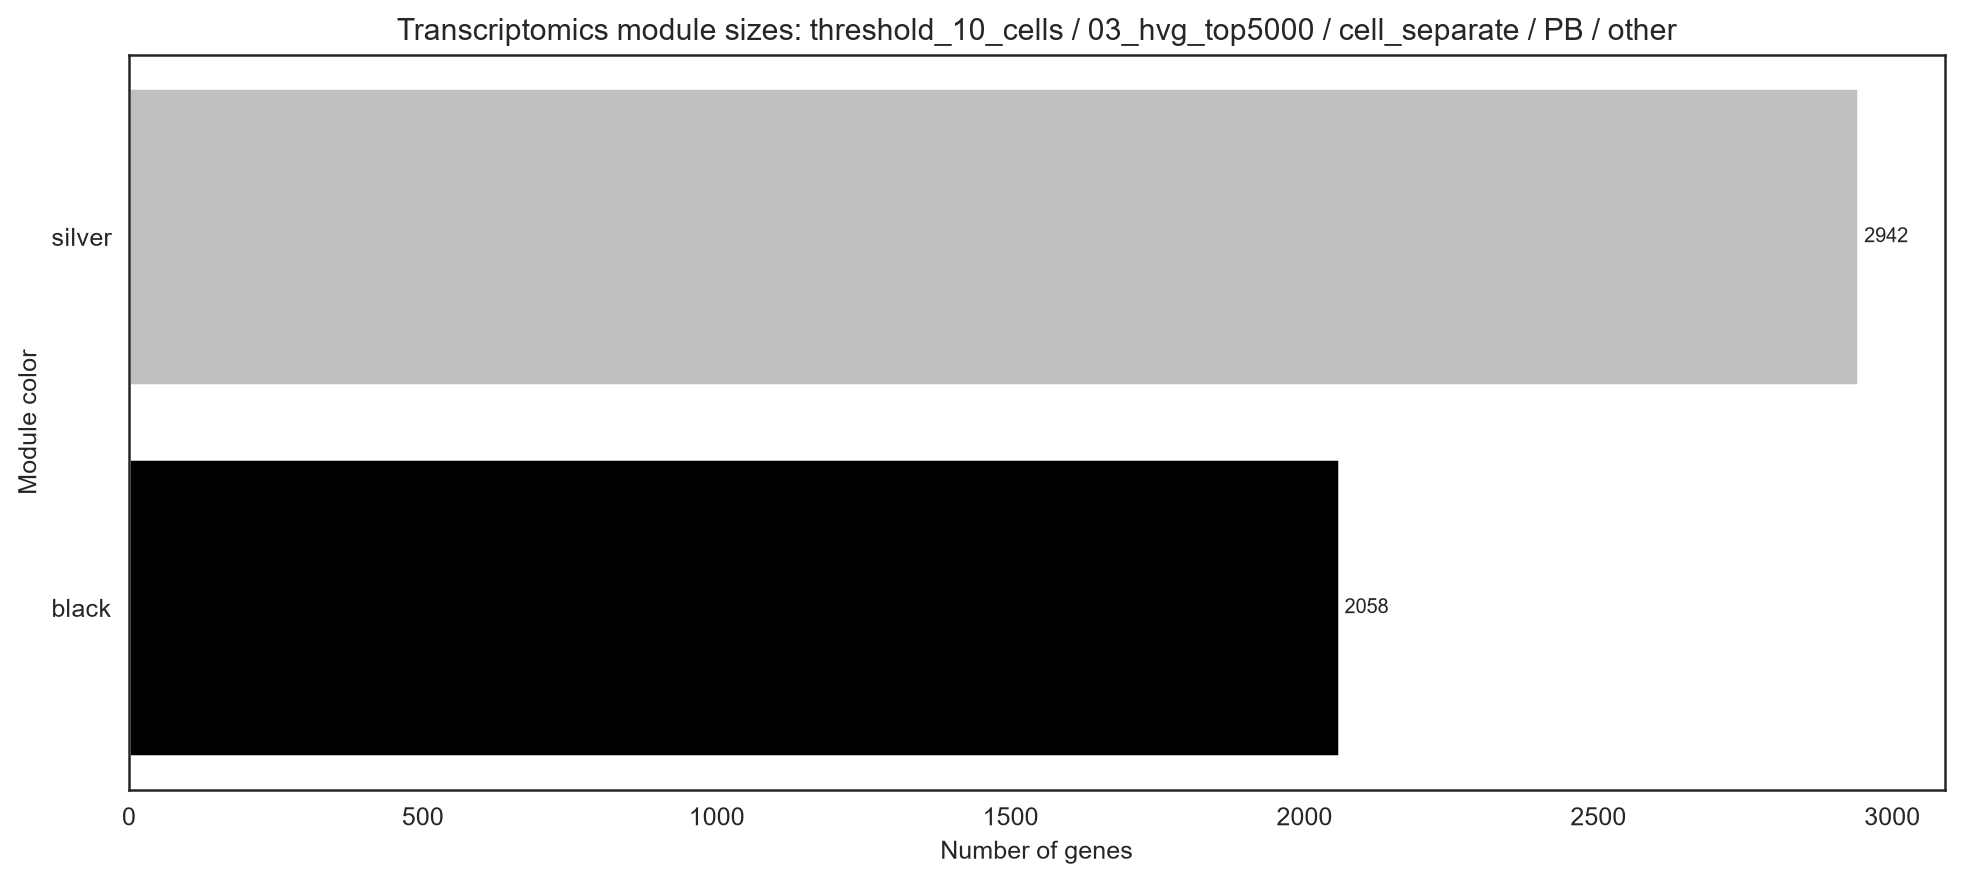 Transcriptomics module sizes: threshold_10_cells / 03_hvg_top5000 / cell_separate / PB / other
silver
2942
Module color
black
2058
0 500 1000 1500 2000 2500 3000
Number of genes